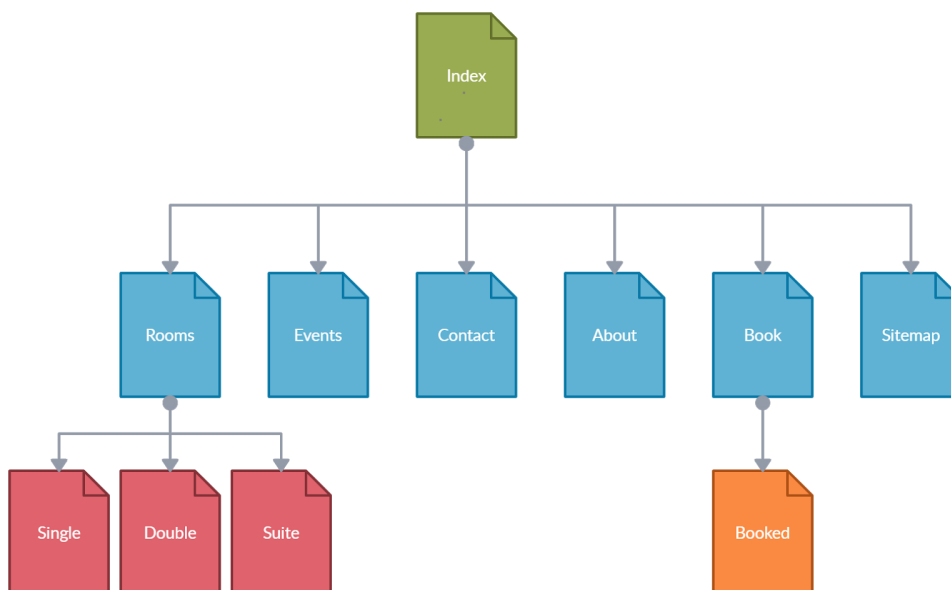 Index
Rooms
Events
Contact
About
Book
Sitemap
Single
Double
Suite
Booked